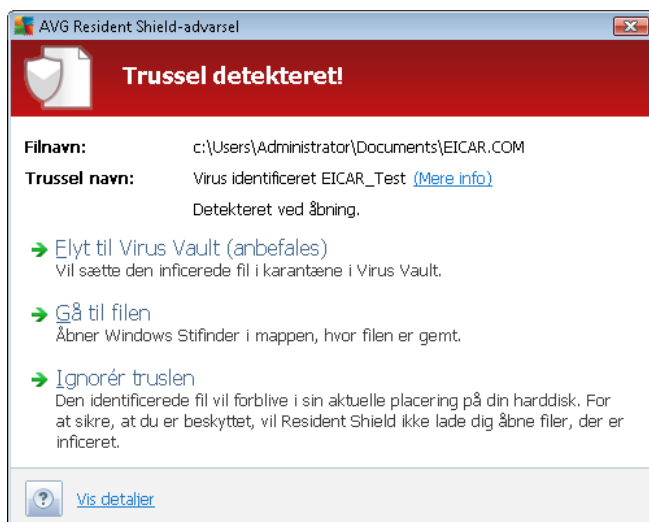 AVG Resident Shield-advarsel
Trussel detekteret!
Filnavn: c:\Users\Administrator\Documents\EICAR.COM
Trussel navn: Virus identificeret EICAR_Test (Mere info)
Detekteret ved åbning.
Flyt til Virus Vault (anbefales)
Vil sætte den inficerede fil i karantæne i Virus Vault.
Gå til filen
Åbner Windows Stifinder i mappen, hvor filen er gemt.
Ignorér truslen
Den identificerede fil vil forblive i sin aktuelle placering på din harddisk. For
at sikre, at du er beskyttet, vil Resident Shield ikke lade dig åbne filer, der er
inficeret.
Vis detaljer